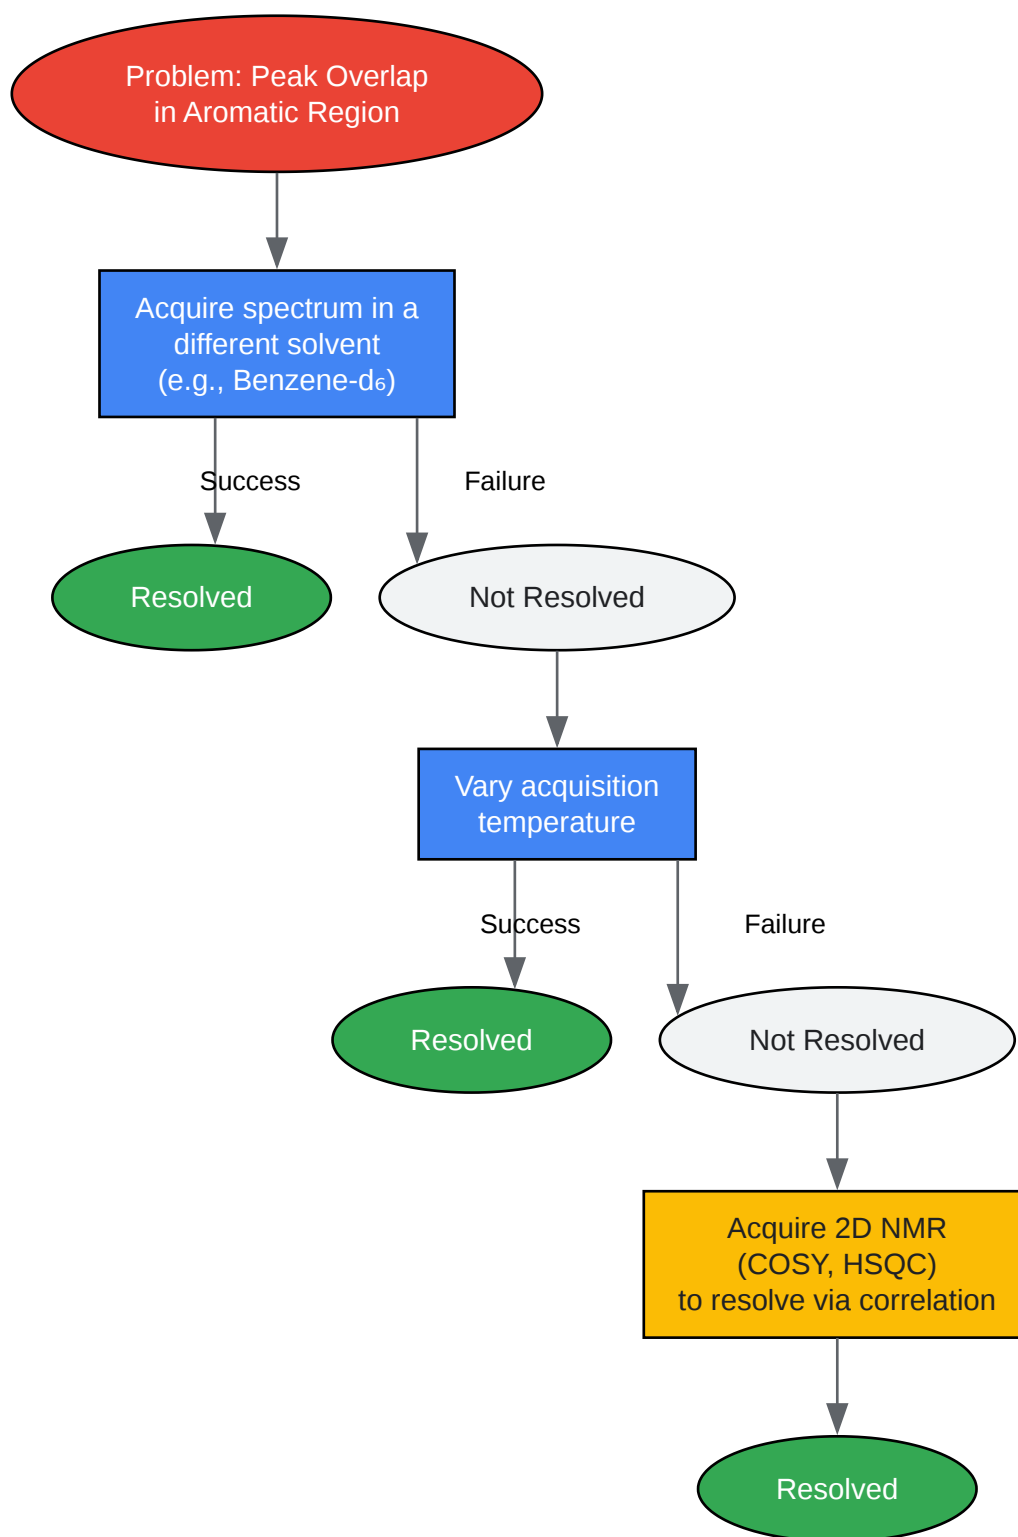 Problem: Peak Overlap
in Aromatic Region
Acquire spectrum in a
different solvent
(e.g., Benzene-d₆)
Success
Failure
Resolved
Not Resolved
Vary acquisition
temperature
Success
Failure
Resolved
Not Resolved
Acquire 2D NMR
(COSY, HSQC)
to resolve via correlation
Resolved